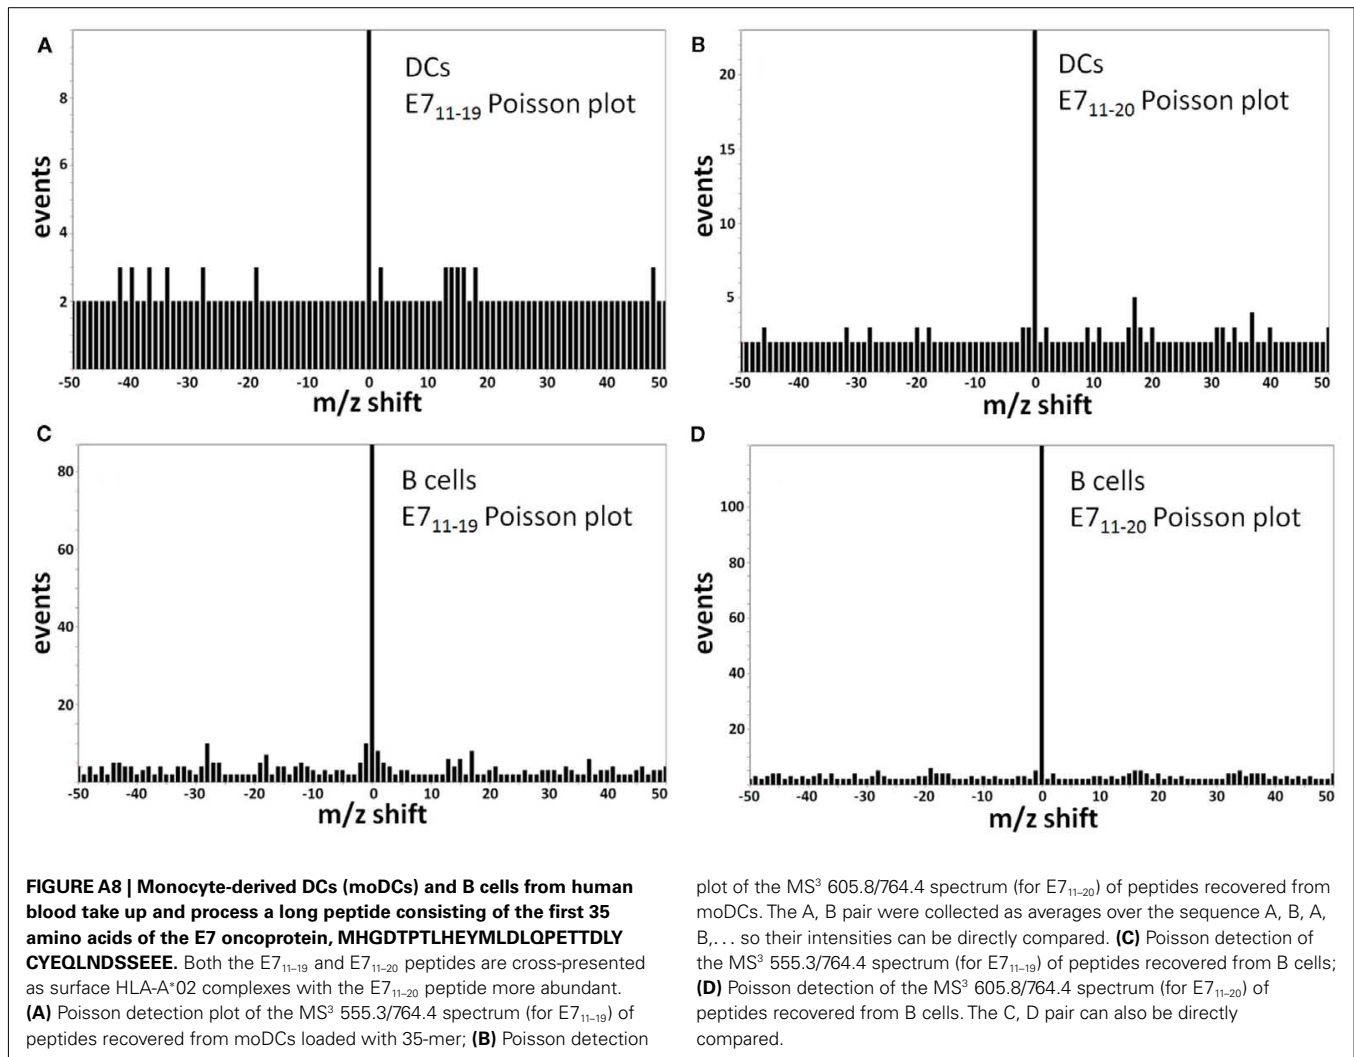 A
DCs
E7₁₁₋₁₉ Poisson plot
8
6
4
2
events
-50 -40 -30 -20 -10 0 10 20 30 40 50
m/z shift
B
DCs
E7₁₁₋₂₀ Poisson plot
20
15
10
5
events
-50 -40 -30 -20 -10 0 10 20 30 40 50
m/z shift
C
B cells
E7₁₁₋₁₉ Poisson plot
80
60
40
20
events
-50 -40 -30 -20 -10 0 10 20 30 40 50
m/z shift
D
B cells
E7₁₁₋₂₀ Poisson plot
100
80
60
40
20
events
-50 -40 -30 -20 -10 0 10 20 30 40 50
m/z shift
FIGURE A8 | Monocyte-derived DCs (moDCs) and B cells from human
blood take up and process a long peptide consisting of the first 35
amino acids of the E7 oncoprotein, MHGDTPTLHEYMLDLQPETTDLY
CYEQLNDSSEEE. Both the E7₁₁₋₁₉ and E7₁₁₋₂₀ peptides are cross-presented
as surface HLA-A*02 complexes with the E7₁₁₋₂₀ peptide more abundant.
(A) Poisson detection plot of the MS³ 555.3/764.4 spectrum (for E7₁₁₋₁₉) of
peptides recovered from moDCs loaded with 35-mer; (B) Poisson detection
plot of the MS³ 605.8/764.4 spectrum (for E7₁₁₋₂₀) of peptides recovered from
moDCs. The A, B pair were collected as averages over the sequence A, B, A,
B,... so their intensities can be directly compared. (C) Poisson detection of
the MS³ 555.3/764.4 spectrum (for E7₁₁₋₁₉) of peptides recovered from B cells;
(D) Poisson detection of the MS³ 605.8/764.4 spectrum (for E7₁₁₋₂₀) of
peptides recovered from B cells. The C, D pair can also be directly
compared.